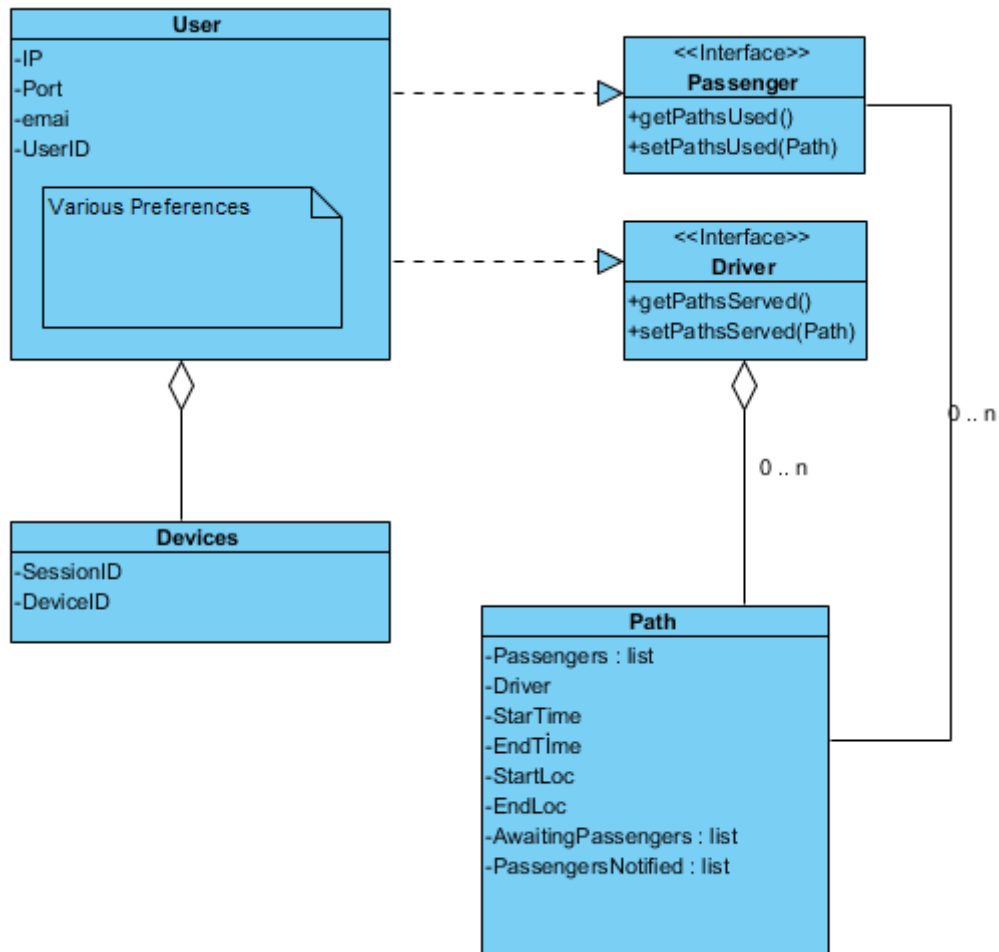 User
-IP
-Port
-emai
-UserID
Various Preferences
<<Interface>>
Passenger
+getPathsUsed()
+setPathsUsed(Path)
<<Interface>>
Driver
+getPathsServed()
+setPathsServed(Path)
0 .. n
0 .. n
Devices
-SessionID
-DeviceID
Path
-Passengers : list
-Driver
-StarTime
-EndTİme
-StartLoc
-EndLoc
-AwaitingPassengers : list
-PassengersNotified : list